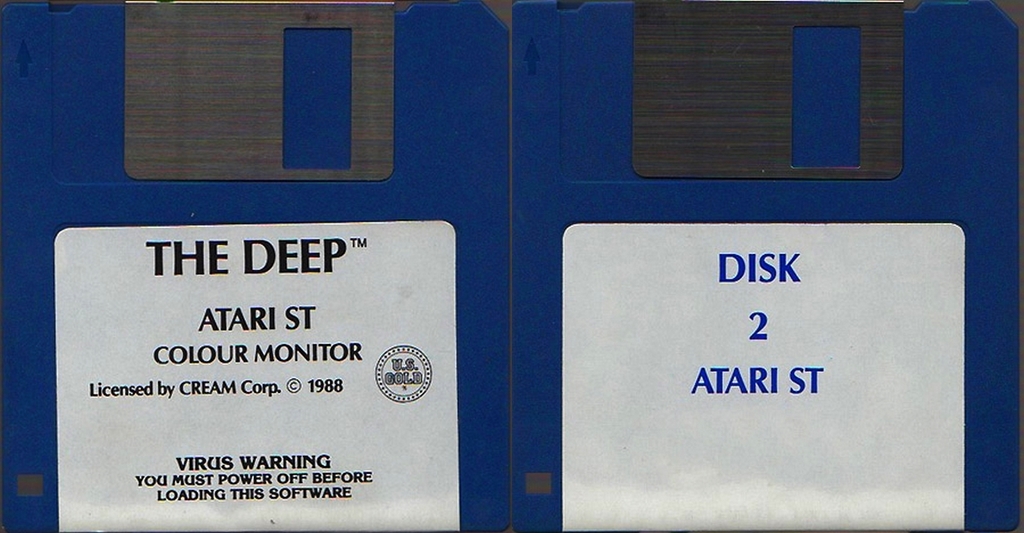 THE DEEP™
ATARI ST
COLOUR MONITOR
Licensed by CREAM Corp. © 1988
U.S.
GOLD
VIRUS WARNING
YOU MUST POWER OFF BEFORE
LOADING THIS SOFTWARE
DISK
2
ATARI ST